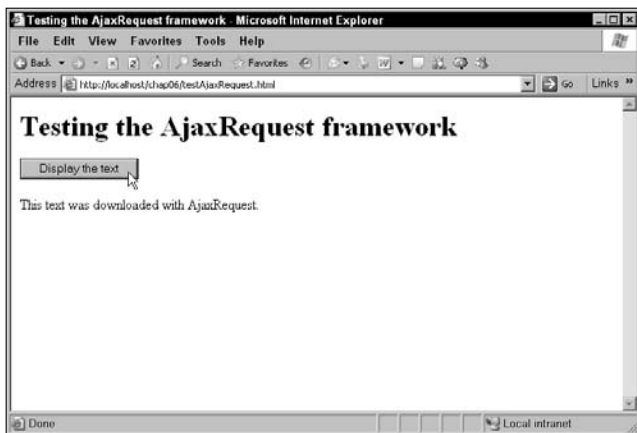 Testing the AjaxRequest framework - Microsoft Internet Explorer
File Edit View Favorites Tools Help
Back Search Favorites W
Address http://localhost/chap06/testAjaxRequest.html Go Links »
Testing the AjaxRequest framework
Display the text
This text was downloaded with AjaxRequest.
Done Local intranet